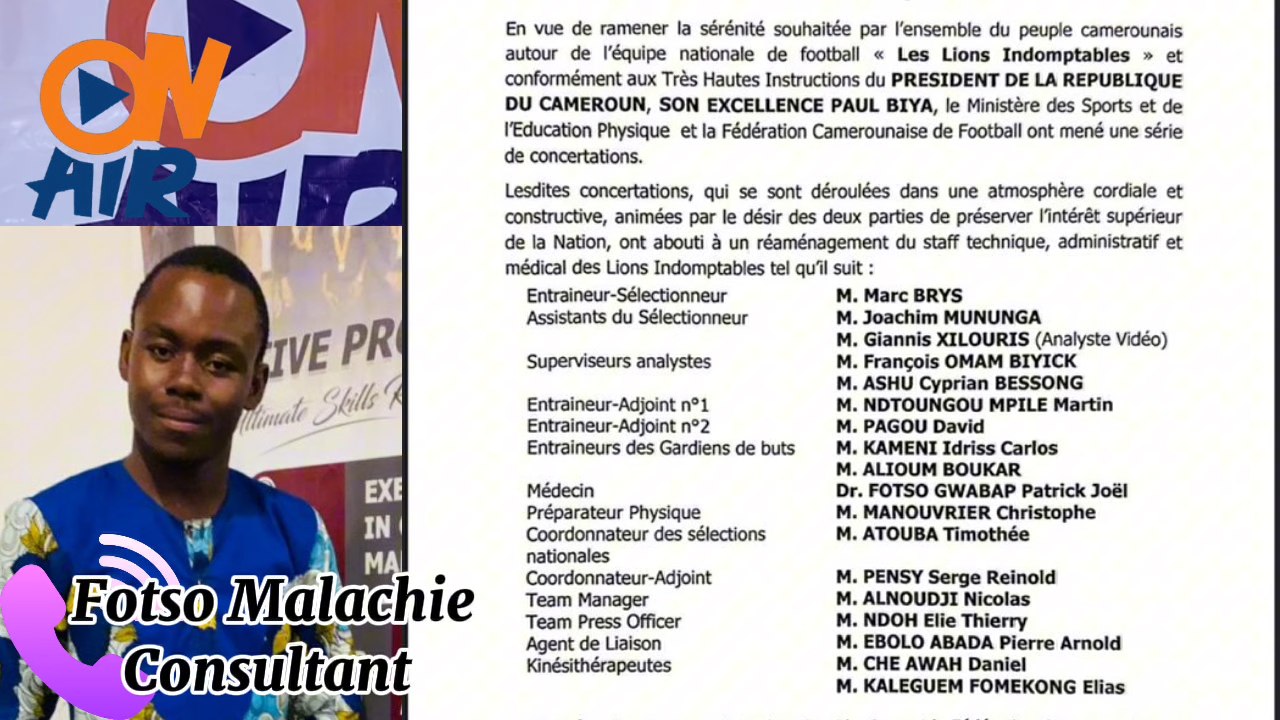 ON
AIR
TIVE PRO
Ultimate Skills R
EXE
IN
MA
Fotso Malachie
Consultant
En vue de ramener la sérénité souhaitée par l'ensemble du peuple camerounais
autour de l'équipe nationale de football « Les Lions Indomptables » et
conformément aux Très Hautes Instructions du PRESIDENT DE LA REPUBLIQUE
DU CAMEROUN, SON EXCELLENCE PAUL BIYA, le Ministère des Sports et de
l'Education Physique et la Fédération Camerounaise de Football ont mené une série
de concertations.
Lesdites concertations, qui se sont déroulées dans une atmosphère cordiale et
constructive, animées par le désir des deux parties de préserver l'intérêt supérieur
de la Nation, ont abouti à un réaménagement du staff technique, administratif et
médical des Lions Indomptables tel qu'il suit :
Entraineur-Sélectionneur M. Marc BRYS
Assistants du Sélectionneur M. Joachim MUNUNGA
M. Giannis XILOURIS (Analyste Vidéo)
Superviseurs analystes M. François OMAM BIYICK
M. ASHU Cyprian BESSONG
Entraineur-Adjoint n°1 M. NDTOUNGOU MPILE Martin
Entraineur-Adjoint n°2 M. PAGOU David
Entraineurs des Gardiens de buts M. KAMENI Idriss Carlos
M. ALIOUM BOUKAR
Médecin Dr. FOTSO GWABAP Patrick Joël
Préparateur Physique M. MANOUVRIER Christophe
Coordonnateur des sélections M. ATOUBA Timothée
nationales
Coordonnateur-Adjoint M. PENSY Serge Reinold
Team Manager M. ALNOUDJI Nicolas
Team Press Officer M. NDOH Elie Thierry
Agent de Liaison M. EBOLO ABADA Pierre Arnold
Kinésithérapeutes M. CHE AWAH Daniel
M. KALEGUEM FOMEKONG Elias